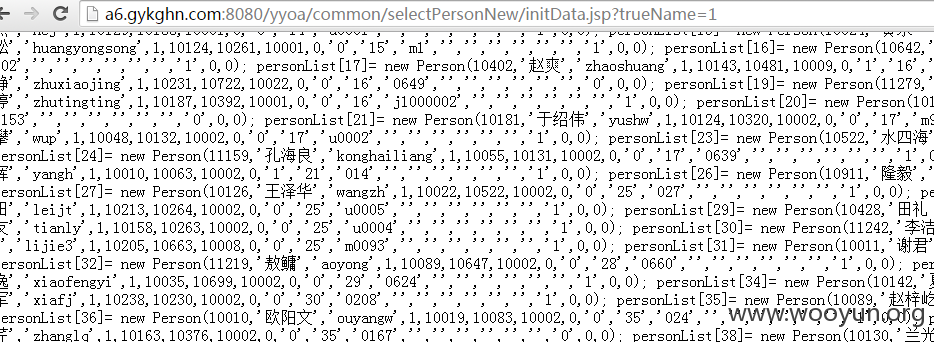 a6.gykghn.com:8080/yyoa/common/selectPersonNew/initData.jsp?trueName=1
松','huangyongsong',1,10124,10261,10001,0,'0','15','ml','','','','','','','1',0,0); personList[16]= new Person(10642,'
02','','','','','','','1',0,0); personList[17]= new Person(10402,'赵爽','zhaoshuang',1,10143,10481,10009,0,'1','16',
'zhuxiaojing',1,10231,10722,10022,0,'0','16','0649','','','','','','','1',0,0); personList[19]= new Person(11279,'
婷','zhutingting',1,10187,10392,10001,0,'0','16','j1000002','','','','','','','1',0,0); personList[20]= new Person(101
'153','','','','','','','0',0,0); personList[21]= new Person(10181,'于绍伟','yushw',1,10124,10320,10002,0,'0','17','m9
攀','wup',1,10048,10132,10002,0,'0','17','u0002','','','','','','','1',0,0); personList[23]= new Person(10522,'水四海'
personList[24]= new Person(11159,'孔海良','konghailiang',1,10055,10131,10002,0,'0','17','0639','','','','','','','1',0
'yangh',1,10010,10063,10002,0,'1','21','014','','','','','','','1',0,0); personList[26]= new Person(10911,'隆毅'
personList[27]= new Person(10126,'王泽华','wangzh',1,10022,10522,10002,0,'0','25','027','','','','','','','1',0,0);
田','leijt',1,10213,10264,10002,0,'0','25','u0005','','','','','','','1',0,0); personList[29]= new Person(10428,'田礼
'tianly',1,10158,10263,10002,0,'0','25','u0004','','','','','','','1',0,0); personList[30]= new Person(11242,'李洁
'lijie3',1,10205,10663,10008,0,'0','25','m0093','','','','','','','1',0,0); personList[31]= new Person(10011,'谢君'
personList[32]= new Person(11219,'敖鳙','aoyong',1,10089,10647,10002,0,'0','28','0660','','','','','','','1',0,0);
逸','xiaofengyi',1,10035,10699,10002,0,'0','29','0624','','','','','','','1',0,0); personList[34]= new Person(10142,'夏
军','xiafj',1,10238,10230,10002,0,'0','30','0208','','','','','','','1',0,0); personList[35]= new Person(10089,'赵梓屹
personList[36]= new Person(10010,'欧阳文','ouyangw',1,10019,10083,10002,0,'0','35','024','','','','','','','1',0,0);
'zhanglq',1,10163,10376,10002,0,'0','35','0167','','','','','','','1',0,0); personList[38]= new Person(10130,'兰光
www.wooyun.org